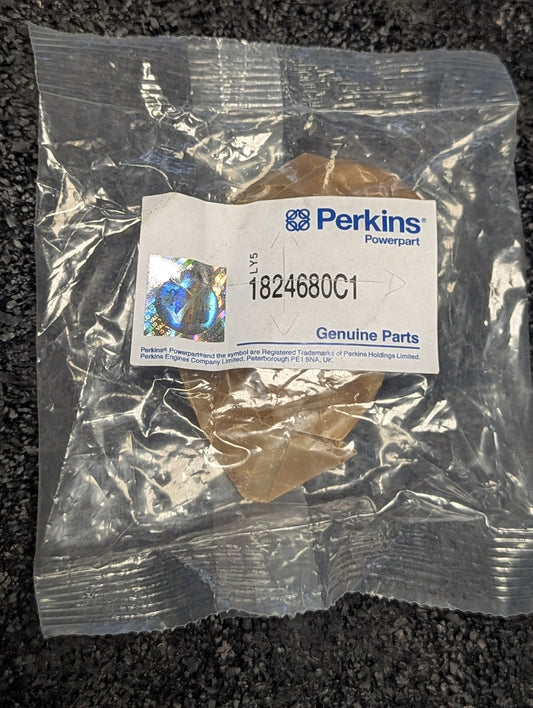 Perkins®
Powerpart
LY5
1824680C1
Genuine Parts
Perkins® Powerpart and the symbol are Registered Trademarks of Perkins Holdings Limited.
Perkins Engines Company Limited, Peterborough PE1 5NA, UK.